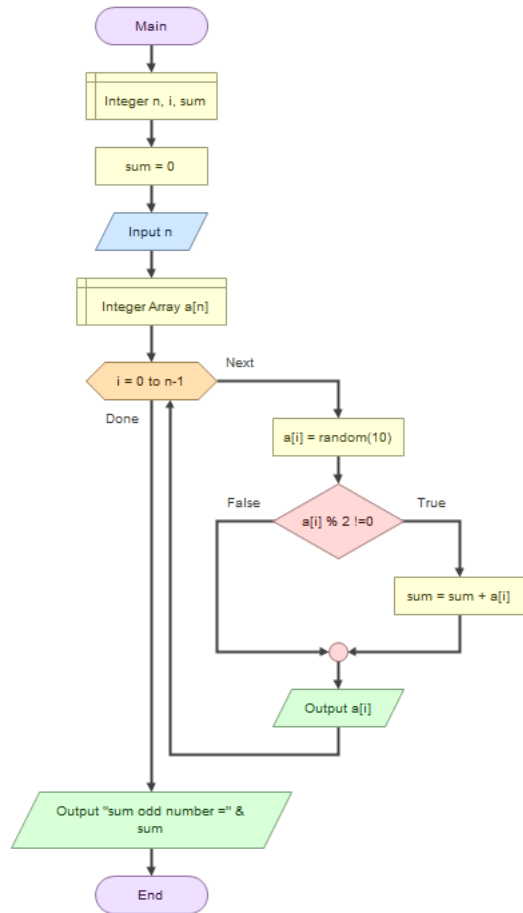 Main
Integer n, i, sum
sum = 0
Input n
Integer Array a[n]
i = 0 to n-1
Next
Done
a[i] = random(10)
False
a[i] % 2 !=0
True
sum = sum + a[i]
Output a[i]
Output "sum odd number =" &
sum
End